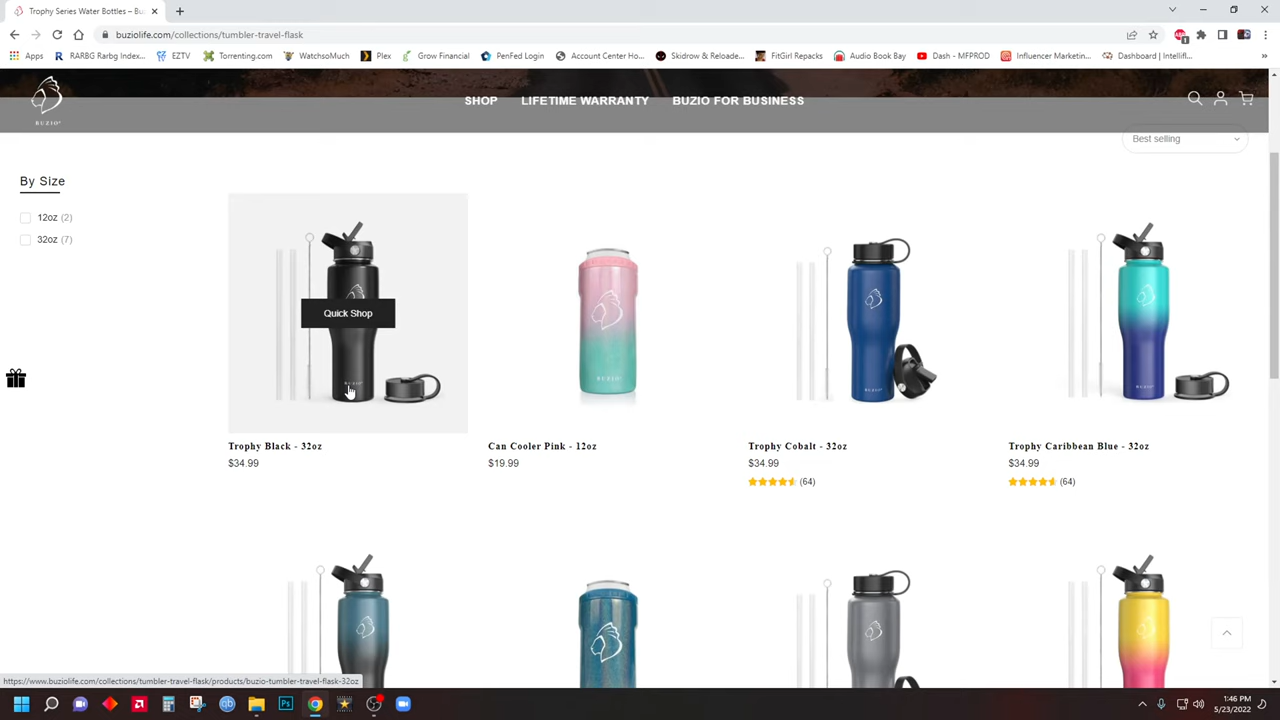 Trophy Series Water Bottles – Bu
buziolife.com/collections/tumbler-travel-flask
Apps
RARBG Rarbg Index...
EZTV
Torrenting.com
WatchsoMuch
Plex
Grow Financial
PenFed Login
Account Center Ho...
Skidrow & Reloade...
FitGirl Repacks
Audio Book Bay
Dash - MFPROD
Influencer Marketin...
Dashboard | Intellifi...
BUZIO
SHOP
LIFETIME WARRANTY
BUZIO FOR BUSINESS
Best selling
By Size
12oz (2)
32oz (7)
Quick Shop
BUZIO
BUZIO
BUZIO
BUZIO
Trophy Black - 32oz
$34.99
Can Cooler Pink - 12oz
$19.99
Trophy Cobalt - 32oz
$34.99
(64)
Trophy Caribbean Blue - 32oz
$34.99
(64)
https://www.buziolife.com/collections/tumbler-travel-flask/products/buzio-tumbler-travel-flask-32oz
Ps
1:46 PM
5/23/2022